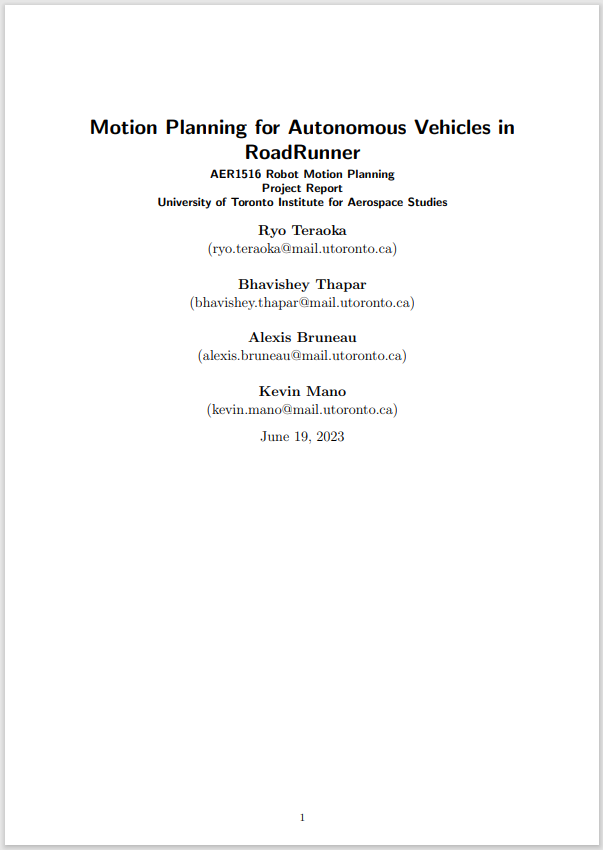 Motion Planning for Autonomous Vehicles in
RoadRunner
AER1516 Robot Motion Planning
Project Report
University of Toronto Institute for Aerospace Studies
Ryo Teraoka
(ryo.teraoka@mail.utoronto.ca)
Bhavishey Thapar
(bhavishey.thapar@mail.utoronto.ca)
Alexis Bruneau
(alexis.bruneau@mail.utoronto.ca)
Kevin Mano
(kevin.mano@mail.utoronto.ca)
June 19, 2023
1